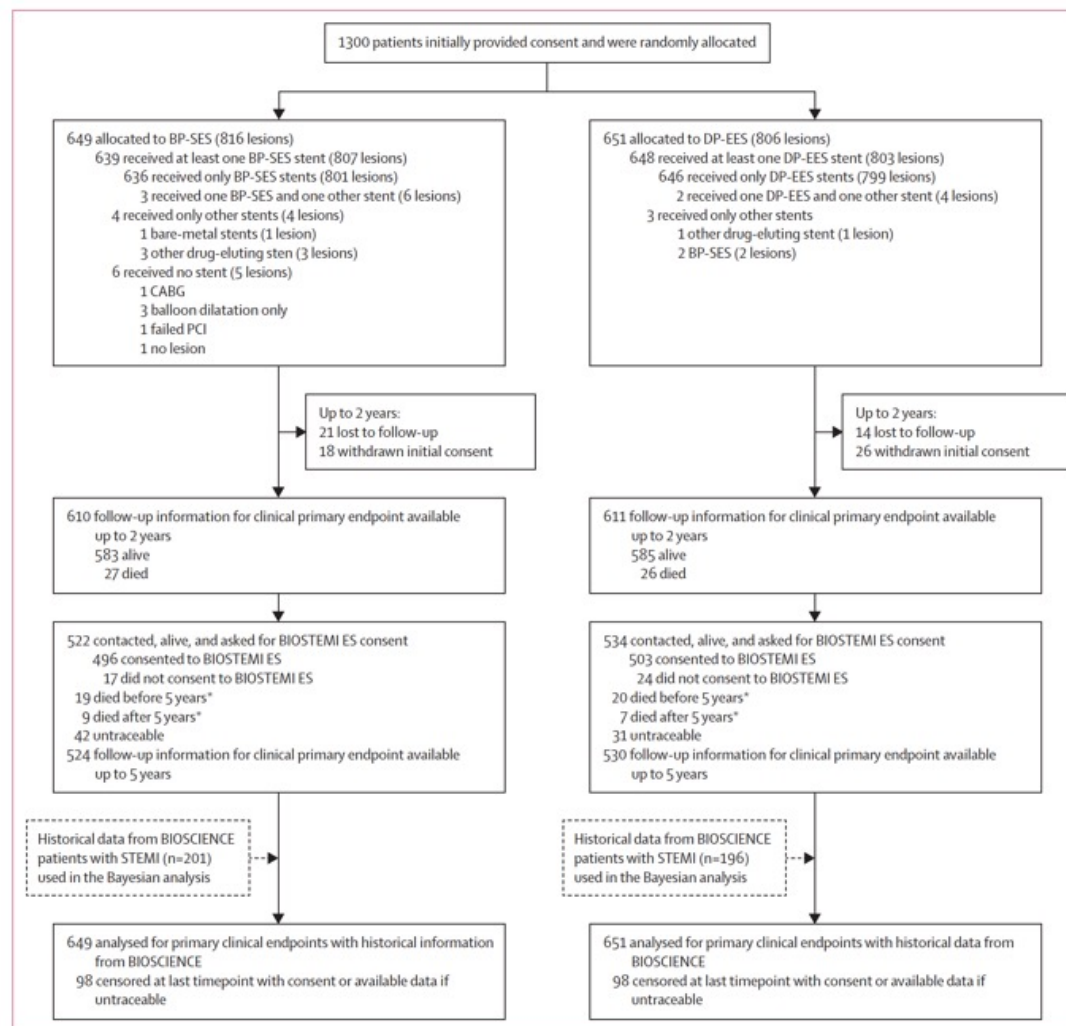 1300 patients initially provided consent and were randomly allocated
649 allocated to BP-SES (816 lesions)
639 received at least one BP-SES stent (807 lesions)
636 received only BP-SES stents (801 lesions)
3 received one BP-SES and one other stent (6 lesions)
4 received only other stents (4 lesions)
1 bare-metal stents (1 lesion)
3 other drug-eluting sten (3 lesions)
6 received no stent (5 lesions)
1 CABG
3 balloon dilatation only
1 failed PCI
1 no lesion
651 allocated to DP-EES (806 lesions)
648 received at least one DP-EES stent (803 lesions)
646 received only DP-EES stents (799 lesions)
2 received one DP-EES and one other stent (4 lesions)
3 received only other stents
1 other drug-eluting stent (1 lesion)
2 BP-SES (2 lesions)
Up to 2 years:
21 lost to follow-up
18 withdrawn initial consent
Up to 2 years:
14 lost to follow-up
26 withdrawn initial consent
610 follow-up information for clinical primary endpoint available
up to 2 years
583 alive
27 died
611 follow-up information for clinical primary endpoint available
up to 2 years
585 alive
26 died
522 contacted, alive, and asked for BIOSTEMI ES consent
496 consented to BIOSTEMI ES
17 did not consent to BIOSTEMI ES
19 died before 5 years*
9 died after 5 years*
42 untraceable
524 follow-up information for clinical primary endpoint available
up to 5 years
534 contacted, alive, and asked for BIOSTEMI ES consent
503 consented to BIOSTEMI ES
24 did not consent to BIOSTEMI ES
20 died before 5 years*
7 died after 5 years*
31 untraceable
530 follow-up information for clinical primary endpoint available
up to 5 years
Historical data from BIOSCIENCE
patients with STEMI (n=201)
used in the Bayesian analysis
Historical data from BIOSCIENCE
patients with STEMI (n=196)
used in the Bayesian analysis
649 analysed for primary clinical endpoints with historical information
from BIOSCIENCE
98 censored at last timepoint with consent or available data if
untraceable
651 analysed for primary clinical endpoints with historical data from
BIOSCIENCE
98 censored at last timepoint with consent or available data if
untraceable